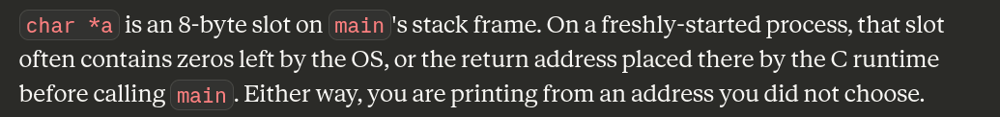 char *a is an 8-byte slot on main's stack frame. On a freshly-started process, that slot
often contains zeros left by the OS, or the return address placed there by the C runtime
before calling main. Either way, you are printing from an address you did not choose.